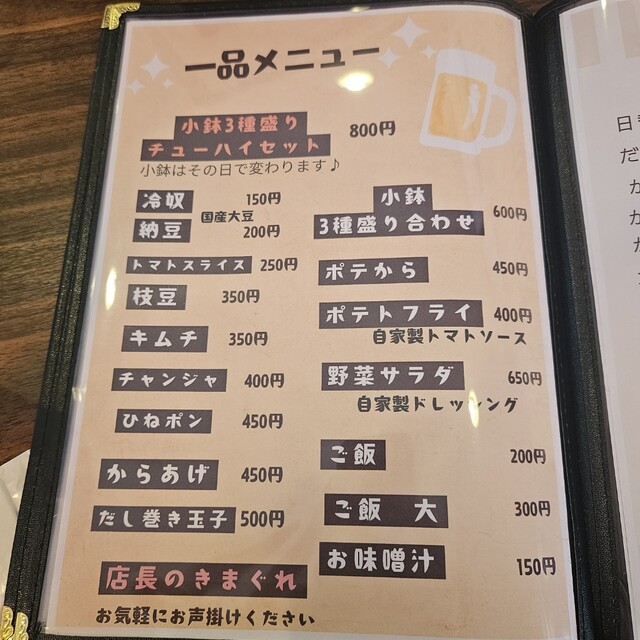 一品メニュー
小鉢3種盛り
チューハイセット 800円
小鉢はその日で変わります♪
冷奴 150円
国産大豆
納豆 200円
トマトスライス 250円
枝豆 350円
キムチ 350円
チャンジャ 400円
ひねポン 450円
からあげ 450円
だし巻き玉子 500円
店長のきまぐれ
お気軽にお声掛けください
小鉢
3種盛り合わせ 600円
ポテから 450円
ポテトフライ 400円
自家製トマトソース
野菜サラダ 650円
自家製ドレッシング
ご飯 200円
ご飯 大 300円
お味噌汁 150円